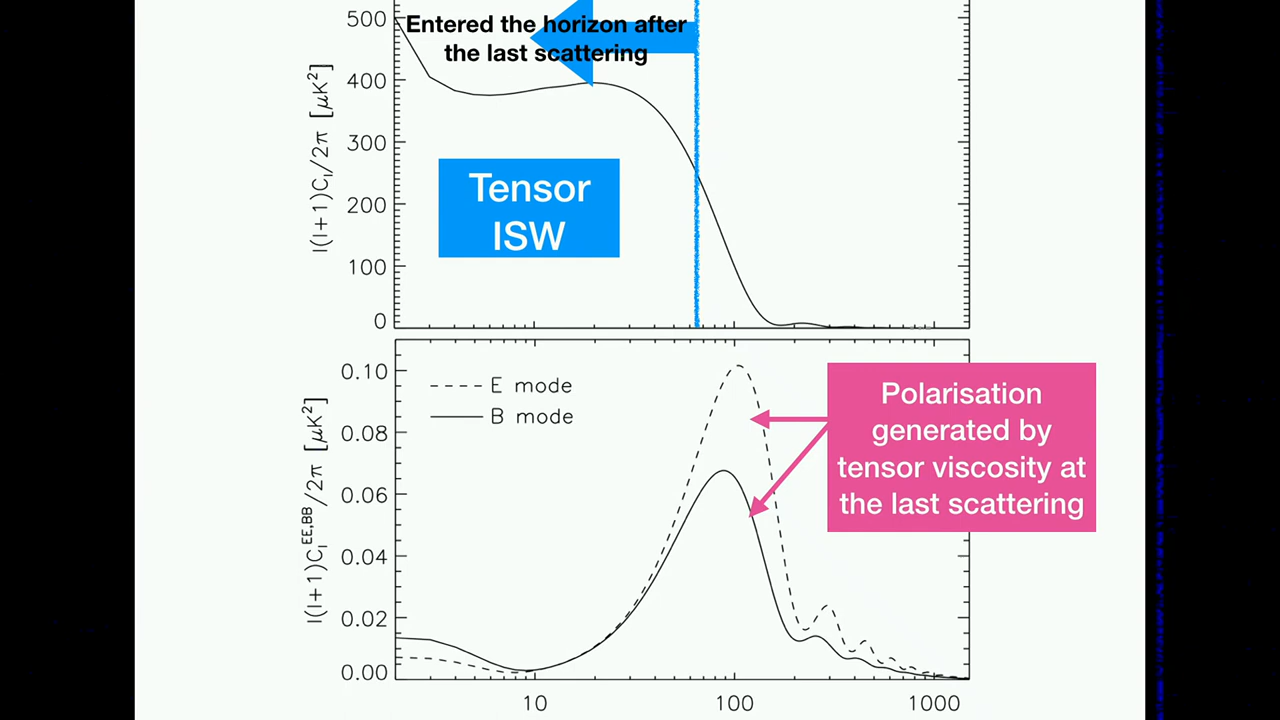 Entered the horizon after
the last scattering
Tensor
ISW
l(l+1)Cl/2π [μK²]
500
400
300
200
100
0
l(l+1)Cl^EE,BB/2π [μK²]
0.10
0.08
0.06
0.04
0.02
0.00
E mode
B mode
Polarisation
generated by
tensor viscosity at
the last scattering
10
100
1000